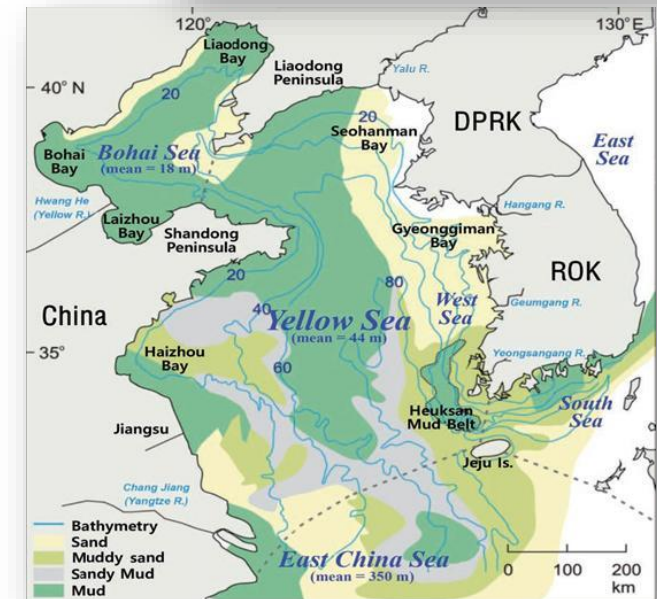 120°
130° E
Liaodong
Bay
Liaodong
Peninsula
Yalu R.
40° N
20
20
Seohanman
Bay
DPRK
East
Sea
Bohai
Bay
Bohai Sea
(mean = 18 m)
Hwang He
(Yellow R.)
Laizhou
Bay
Shandong
Peninsula
Hangang R.
Gyeonggiman
Bay
ROK
20
80
40
West
Sea
Geumgang R.
China
Yellow Sea
(mean = 44 m)
35°
Haizhou
Bay
60
Yeongsangang R.
Heuksan
Mud Belt
South
Sea
Jiangsu
Jeju Is.
Chang Jiang
(Yangtze R.)
Bathymetry
Sand
Muddy sand
Sandy Mud
Mud
East China Sea
(mean = 350 m)
0 100 200
km